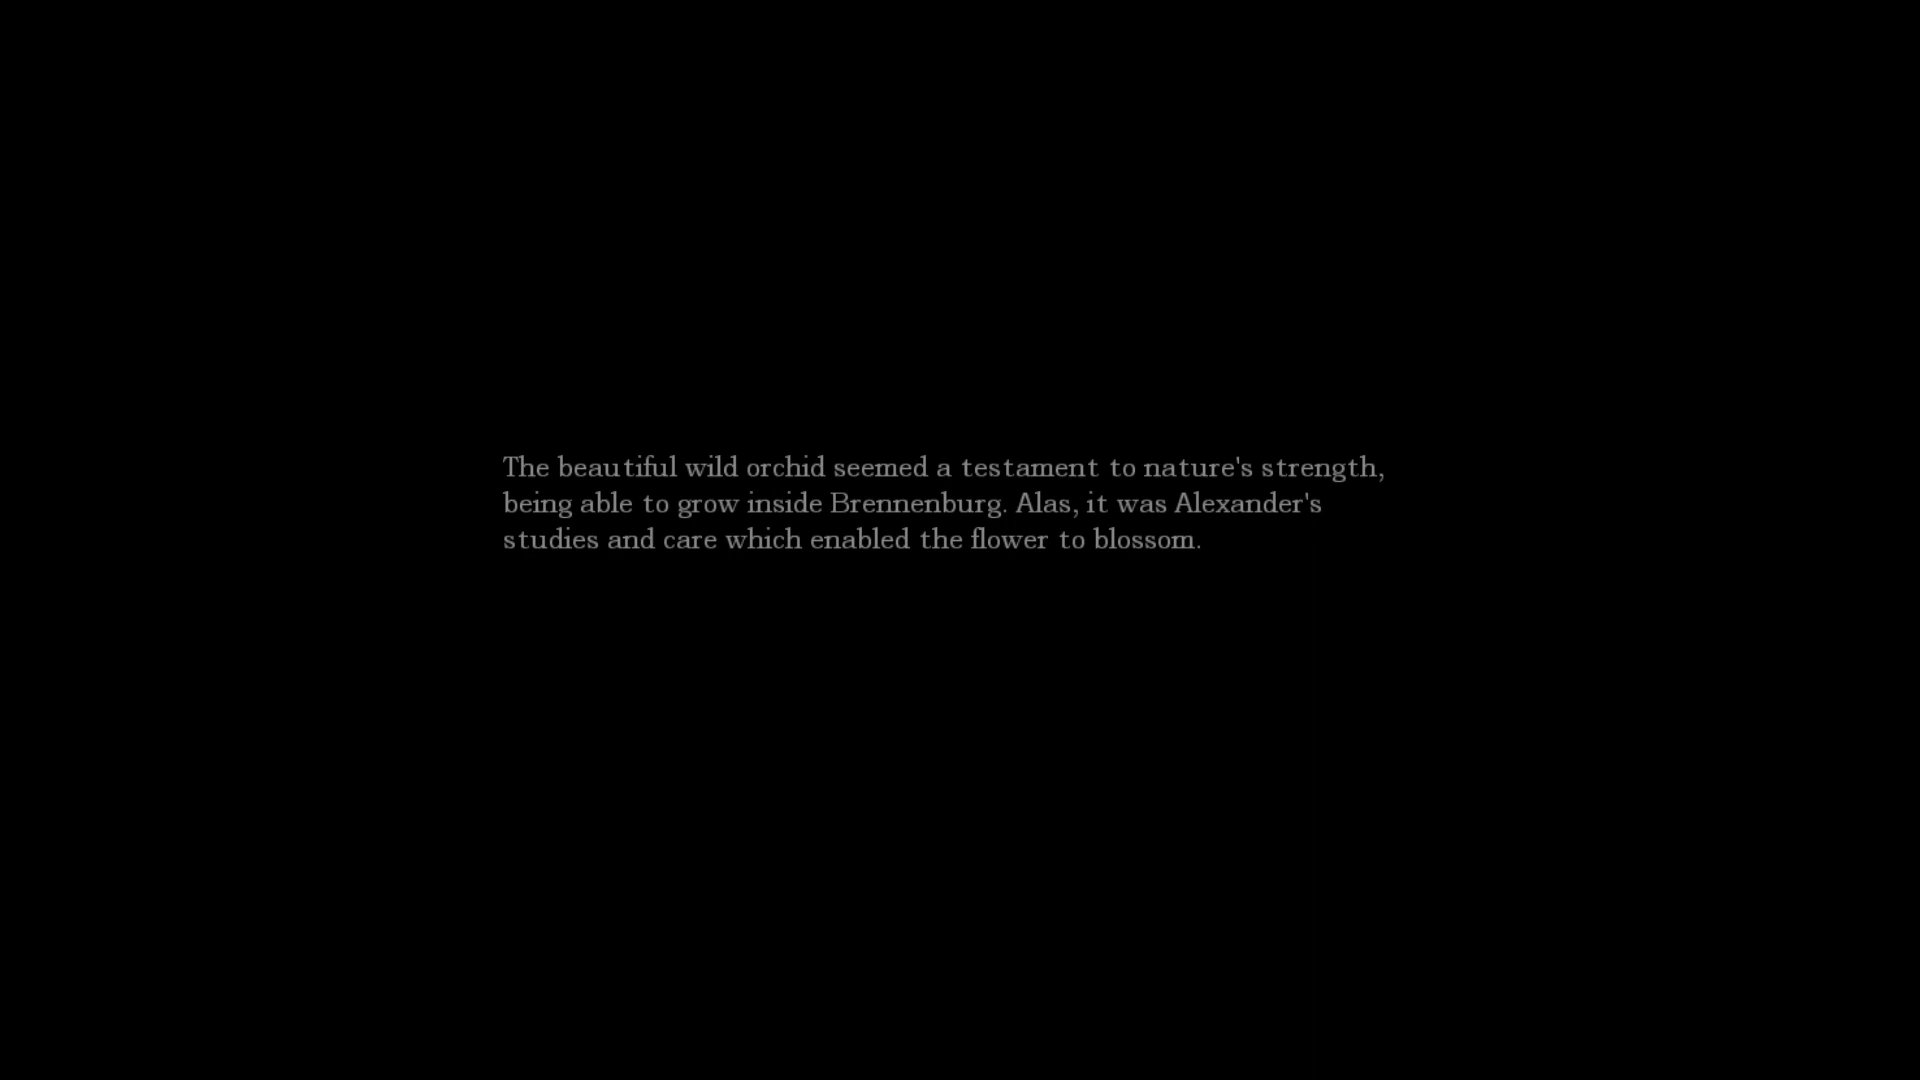 The beautiful wild orchid seemed a testament to nature's strength,
being able to grow inside Brennenburg. Alas, it was Alexander's
studies and care which enabled the flower to blossom.